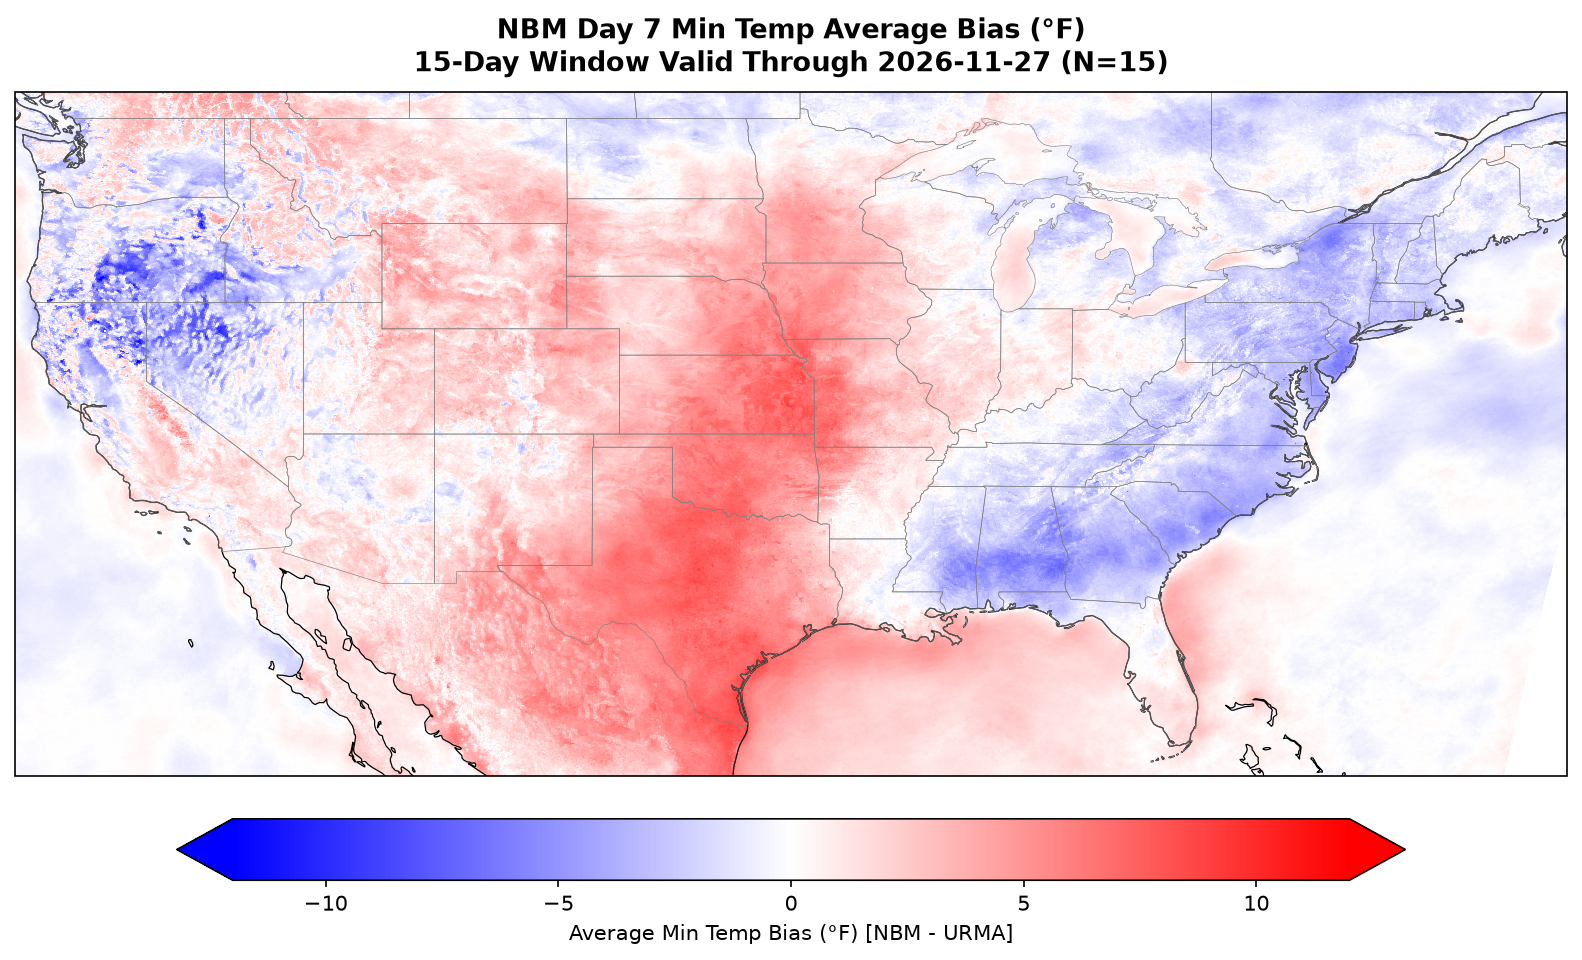 NBM Day 7 Min Temp Average Bias (°F)
15-Day Window Valid Through 2026-11-27 (N=15)
−10 −5 0 5 10
Average Min Temp Bias (°F) [NBM - URMA]